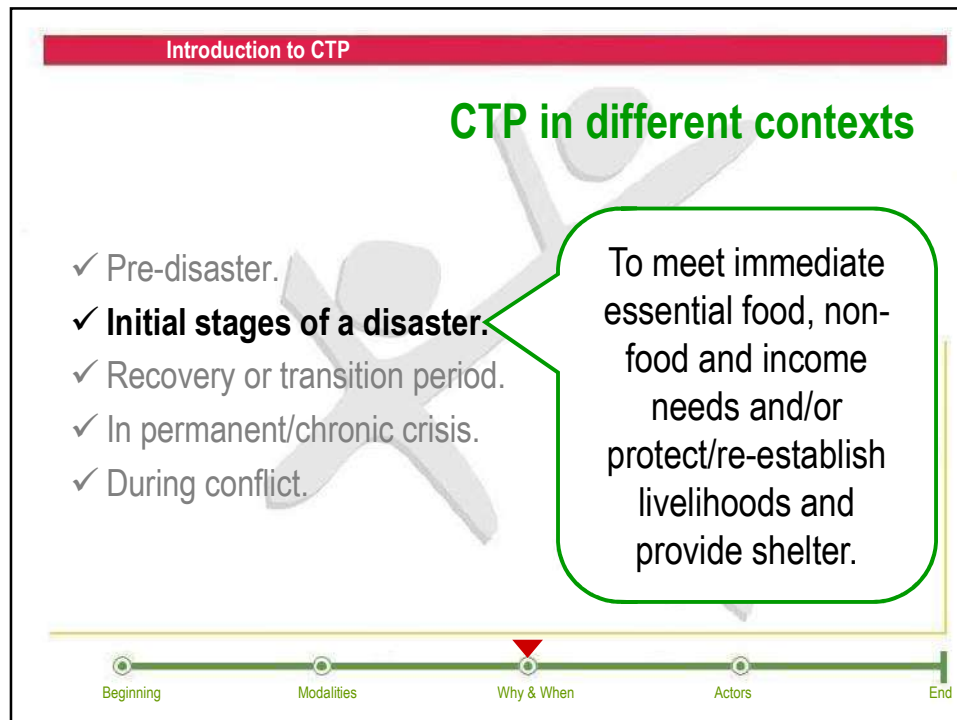 Introduction to CTP
CTP in different contexts
✓ Pre-disaster.
✓ Initial stages of a disaster.
✓ Recovery or transition period.
✓ In permanent/chronic crisis.
✓ During conflict.
To meet immediate
essential food, non-
food and income
needs and/or
protect/re-establish
livelihoods and
provide shelter.
Beginning
Modalities
Why & When
Actors
End